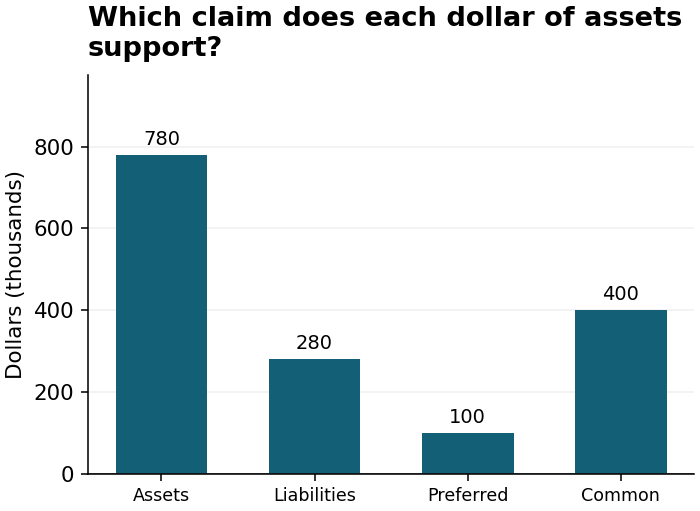 Which claim does each dollar of assets
support?
Dollars (thousands)
800
600
400
200
0
780
280
100
400
Assets
Liabilities
Preferred
Common